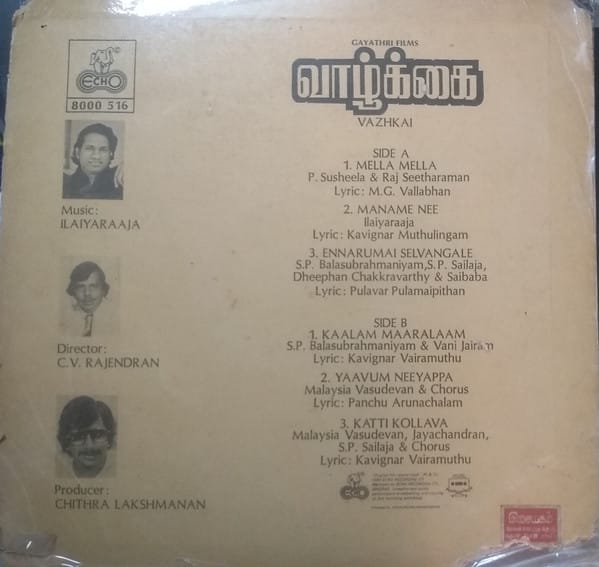 GAYATHRI FILMS
வாழ்க்கை
VAZHKAI
ECHO
8000 516
Music:
ILAIYARAAJA
Director:
C.V. RAJENDRAN
Producer:
CHITHRA LAKSHMANAN
SIDE A
1. MELLA MELLA
P. Susheela & Raj Seetharaman
Lyric: M.G. Vallabhan
2. MANAME NEE
Ilaiyaraaja
Lyric: Kavignar Muthulingam
3. ENNARUMAI SELVANGALE
S.P. Balasubrahmaniyam, S.P. Sailaja,
Dheephan Chakkravarthy & Saibaba
Lyric: Pulavar Pulamaipithan
SIDE B
1. KAALAM MAARALAAM
S.P. Balasubrahmaniyam & Vani Jairam
Lyric: Kavignar Vairamuthu
2. YAAVUM NEEYAPPA
Malaysia Vasudevan & Chorus
Lyric: Panchu Arunachalam
3. KATTI KOLLAVA
Malaysia Vasudevan, Jayachandran,
S.P. Sailaja & Chorus
Lyric: Kavignar Vairamuthu
ECHO